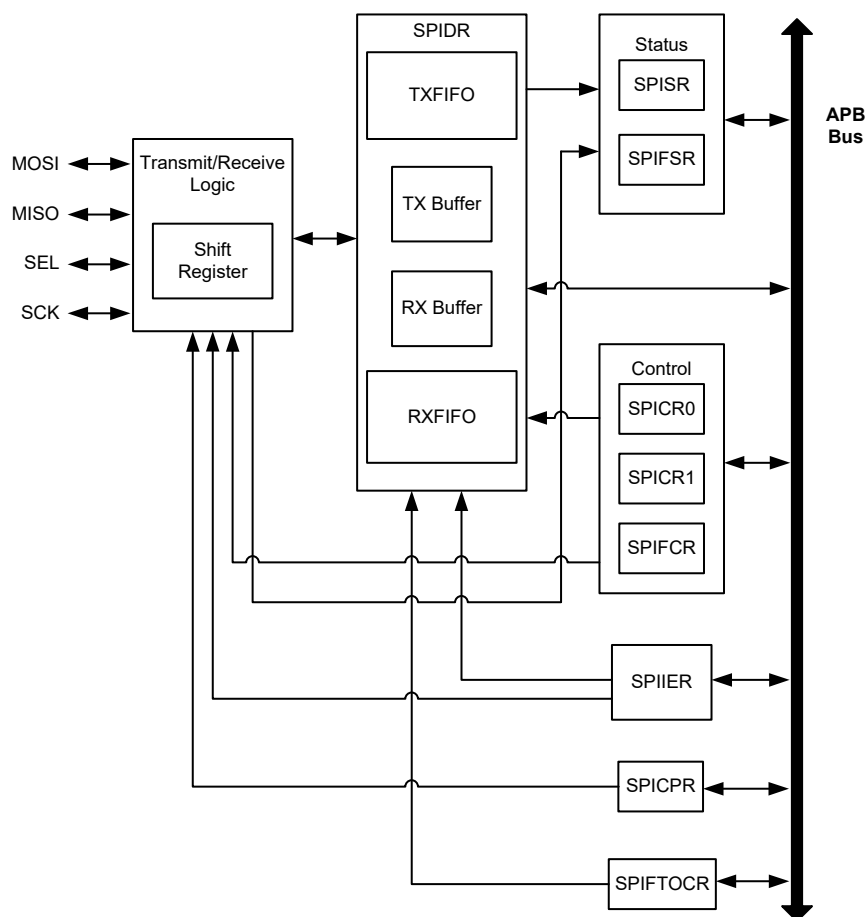 SPIDR
TXFIFO
TX Buffer
RX Buffer
RXFIFO
Status
SPISR
SPIFSR
APB
Bus
MOSI
MISO
SEL
SCK
Transmit/Receive
Logic
Shift
Register
Control
SPICR0
SPICR1
SPIFCR
SPIIER
SPICPR
SPIFTOCR